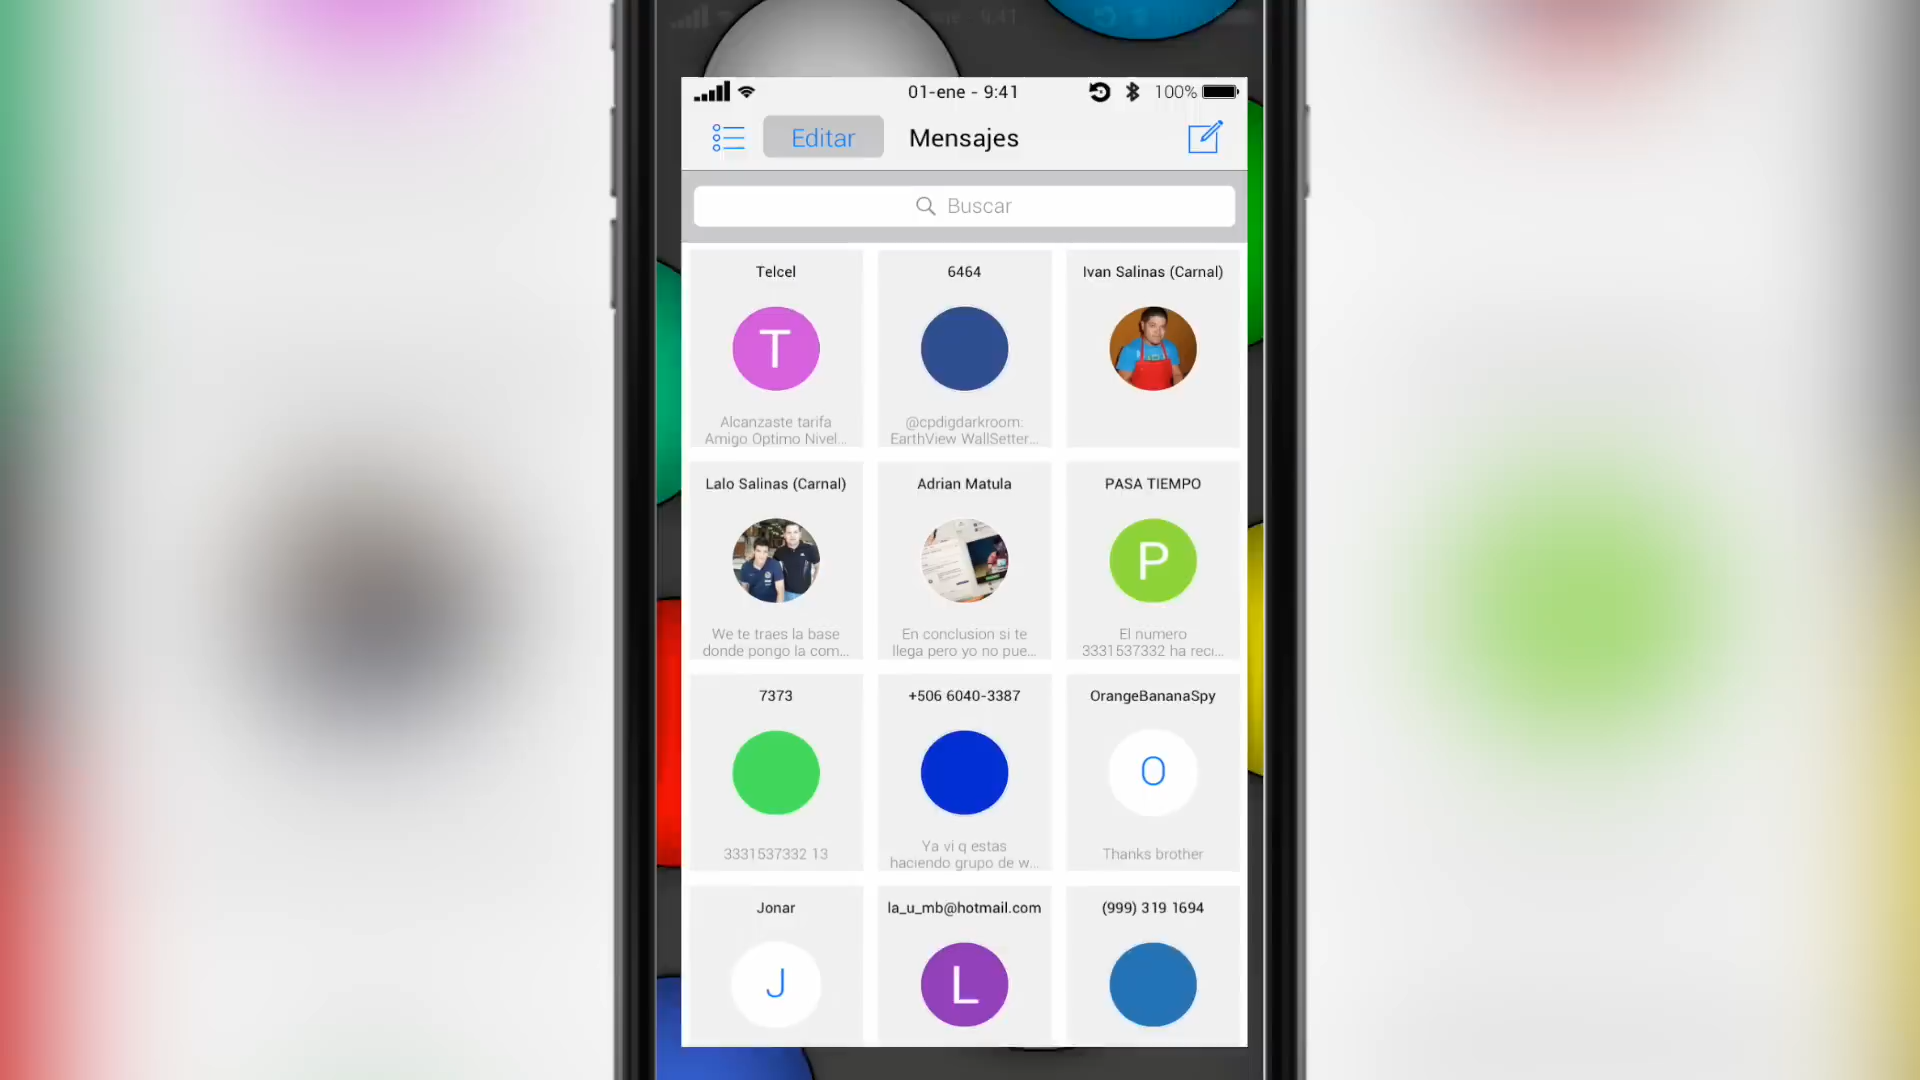 01-ene - 9:41
100%
Editar
Mensajes
Buscar
Telcel
T
Alcanzaste tarifa
Amigo Optimo Nivel...
6464
@cpdigdarkroom:
EarthView WallSetter...
Ivan Salinas (Carnal)
Lalo Salinas (Carnal)
We te traes la base
donde pongo la com...
Adrian Matula
En conclusion si te
llega pero yo no pue...
PASA TIEMPO
P
El numero
3331537332 ha reci...
7373
3331537332 13
+506 6040-3387
Ya vi q estas
haciendo grupo de w...
OrangeBananaSpy
O
Thanks brother
Jonar
J
la_u_mb@hotmail.com
L
(999) 319 1694